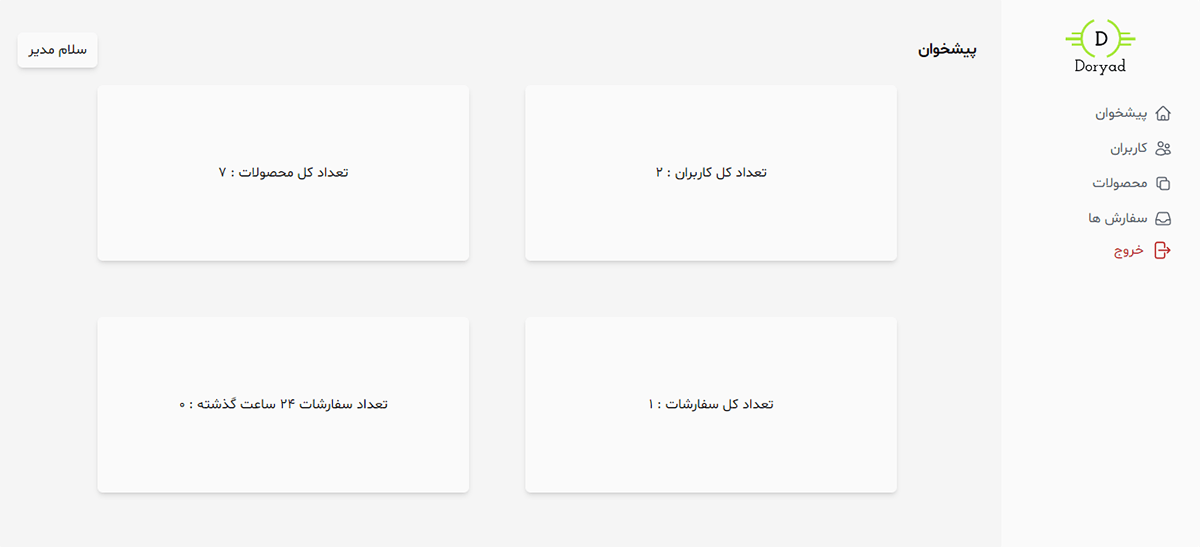 D
Doryad
پیشخوان
کاربران
محصولات
سفارش ها
خروج
پیشخوان
سلام مدیر
تعداد کل کاربران : ۲
تعداد کل محصولات : ۷
تعداد کل سفارشات : ۱
تعداد سفارشات ۲۴ ساعت گذشته : ۰